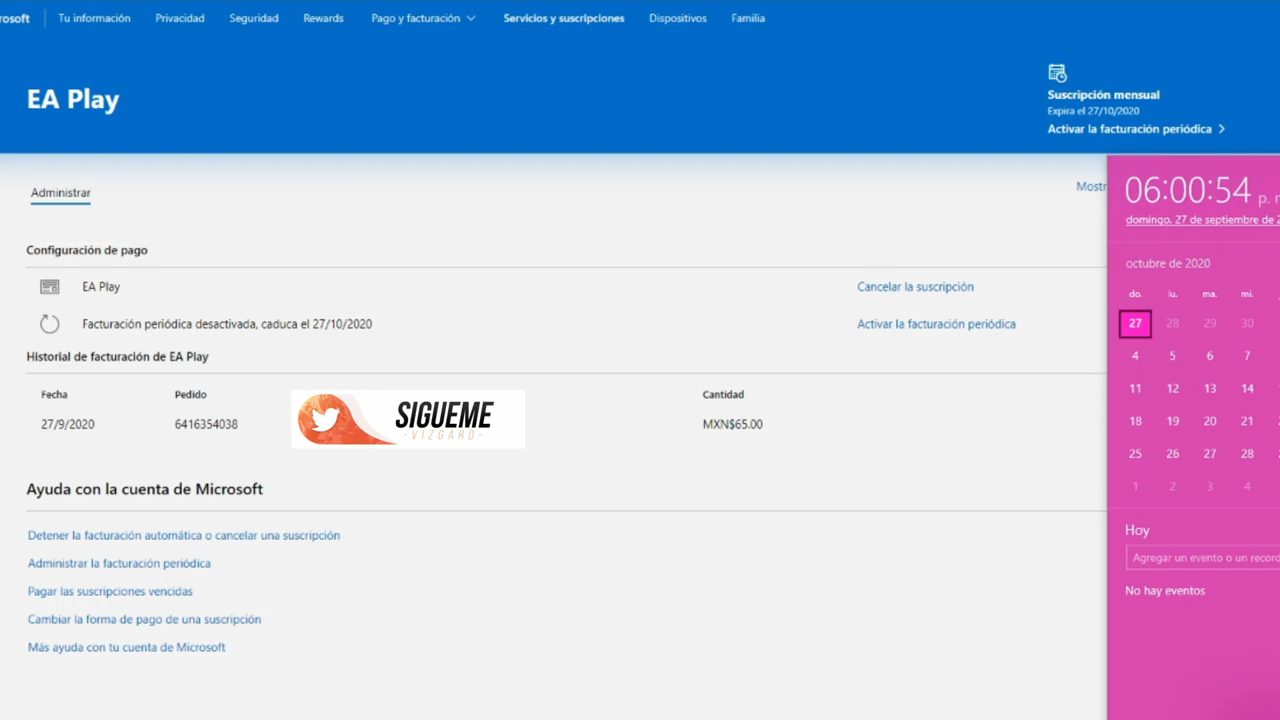 rosoft Tu información Privacidad Seguridad Rewards Pago y facturación Servicios y suscripciones Dispositivos Familia
EA Play
Suscripción mensual
Expira el 27/10/2020
Activar la facturación periódica
Administrar
Mostr
Configuración de pago
EA Play Cancelar la suscripción
Facturación periódica desactivada, caduca el 27/10/2020 Activar la facturación periódica
Historial de facturación de EA Play
Fecha Pedido Cantidad
27/9/2020 6416354038 MXN$65.00
SIGUEME
-VIZGARD-
Ayuda con la cuenta de Microsoft
Detener la facturación automática o cancelar una suscripción
Administrar la facturación periódica
Pagar las suscripciones vencidas
Cambiar la forma de pago de una suscripción
Más ayuda con tu cuenta de Microsoft
06:00:54 p.
domingo, 27 de septiembre de
octubre de 2020
do. lu. ma. mi.
27 28 29 30
4 5 6 7
11 12 13 14
18 19 20 21
25 26 27 28
1 2 3 4
Hoy
Agregar un evento o un record
No hay eventos